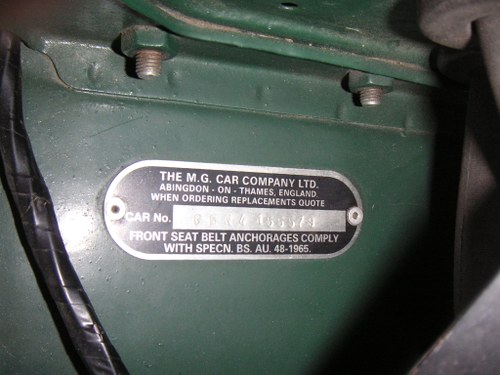 THE M.G. CAR COMPANY LTD.
ABINGDON - ON - THAMES, ENGLAND.
WHEN ORDERING REPLACEMENTS QUOTE
CAR No.
FRONT SEAT BELT ANCHORAGES COMPLY
WITH SPECN. BS. AU. 48-1965.